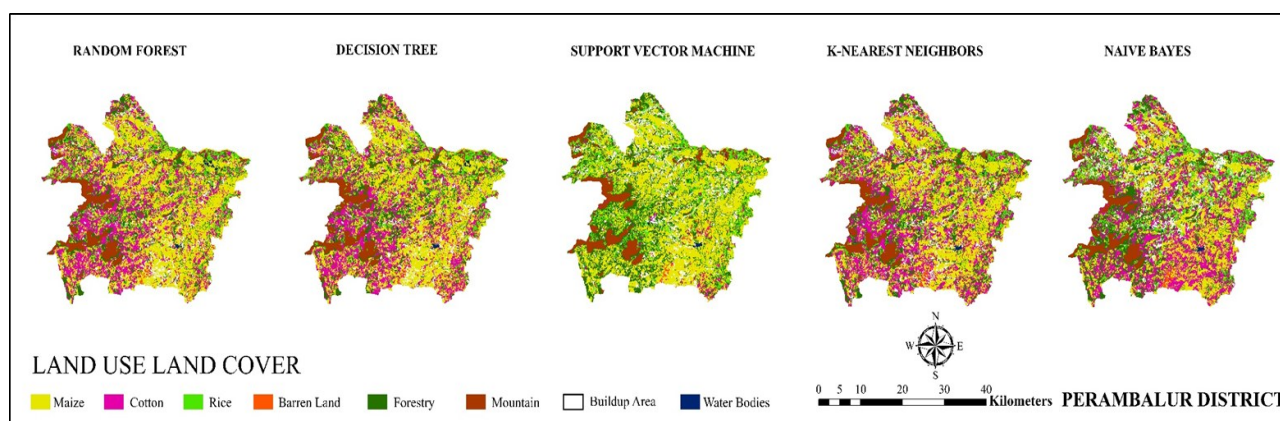 RANDOM FOREST
DECISION TREE
SUPPORT VECTOR MACHINE
K-NEAREST NEIGHBORS
NAIVE BAYES
N
W E
S
LAND USE LAND COVER
Maize Cotton Rice Barren Land Forestry Mountain Buildup Area Water Bodies
0 5 10 20 30 40
Kilometers
PERAMBALUR DISTRICT